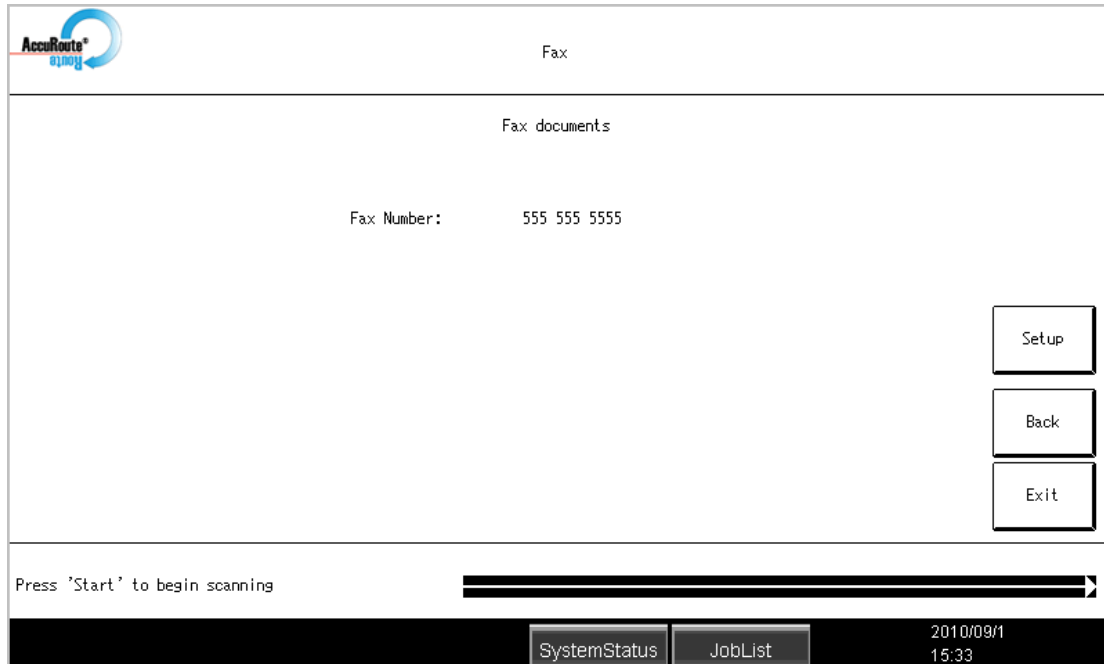 AccuRoute®
Route
Fax
Fax documents
Fax Number: 555 555 5555
Setup
Back
Exit
Press 'Start' to begin scanning
SystemStatus JobList 2010/09/1
15:33